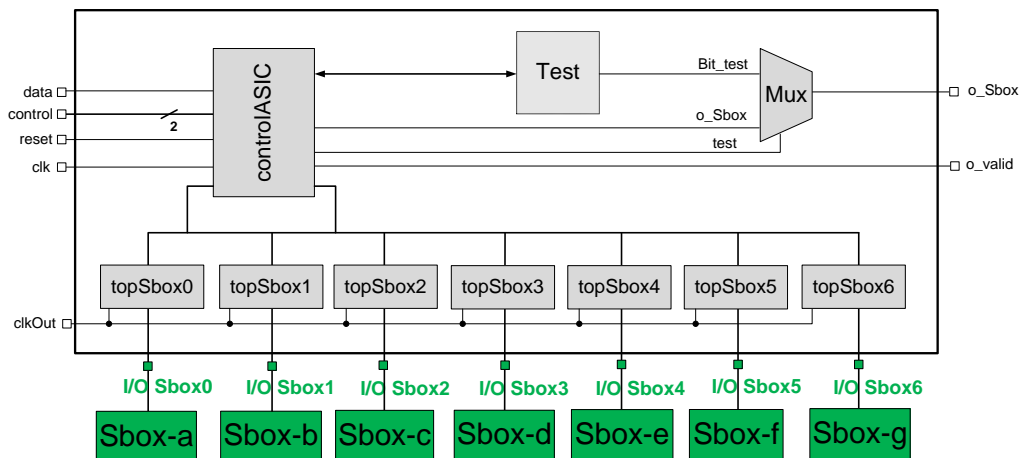 Test
Bit_test
Mux
data
o_Sbox
control
2
controlASIC
o_Sbox
reset
test
clk
o_valid
topSbox0 topSbox1 topSbox2 topSbox3 topSbox4 topSbox5 topSbox6
clkOut
I/O Sbox0 I/O Sbox1 I/O Sbox2 I/O Sbox3 I/O Sbox4 I/O Sbox5 I/O Sbox6
Sbox-a Sbox-b Sbox-c Sbox-d Sbox-e Sbox-f Sbox-g